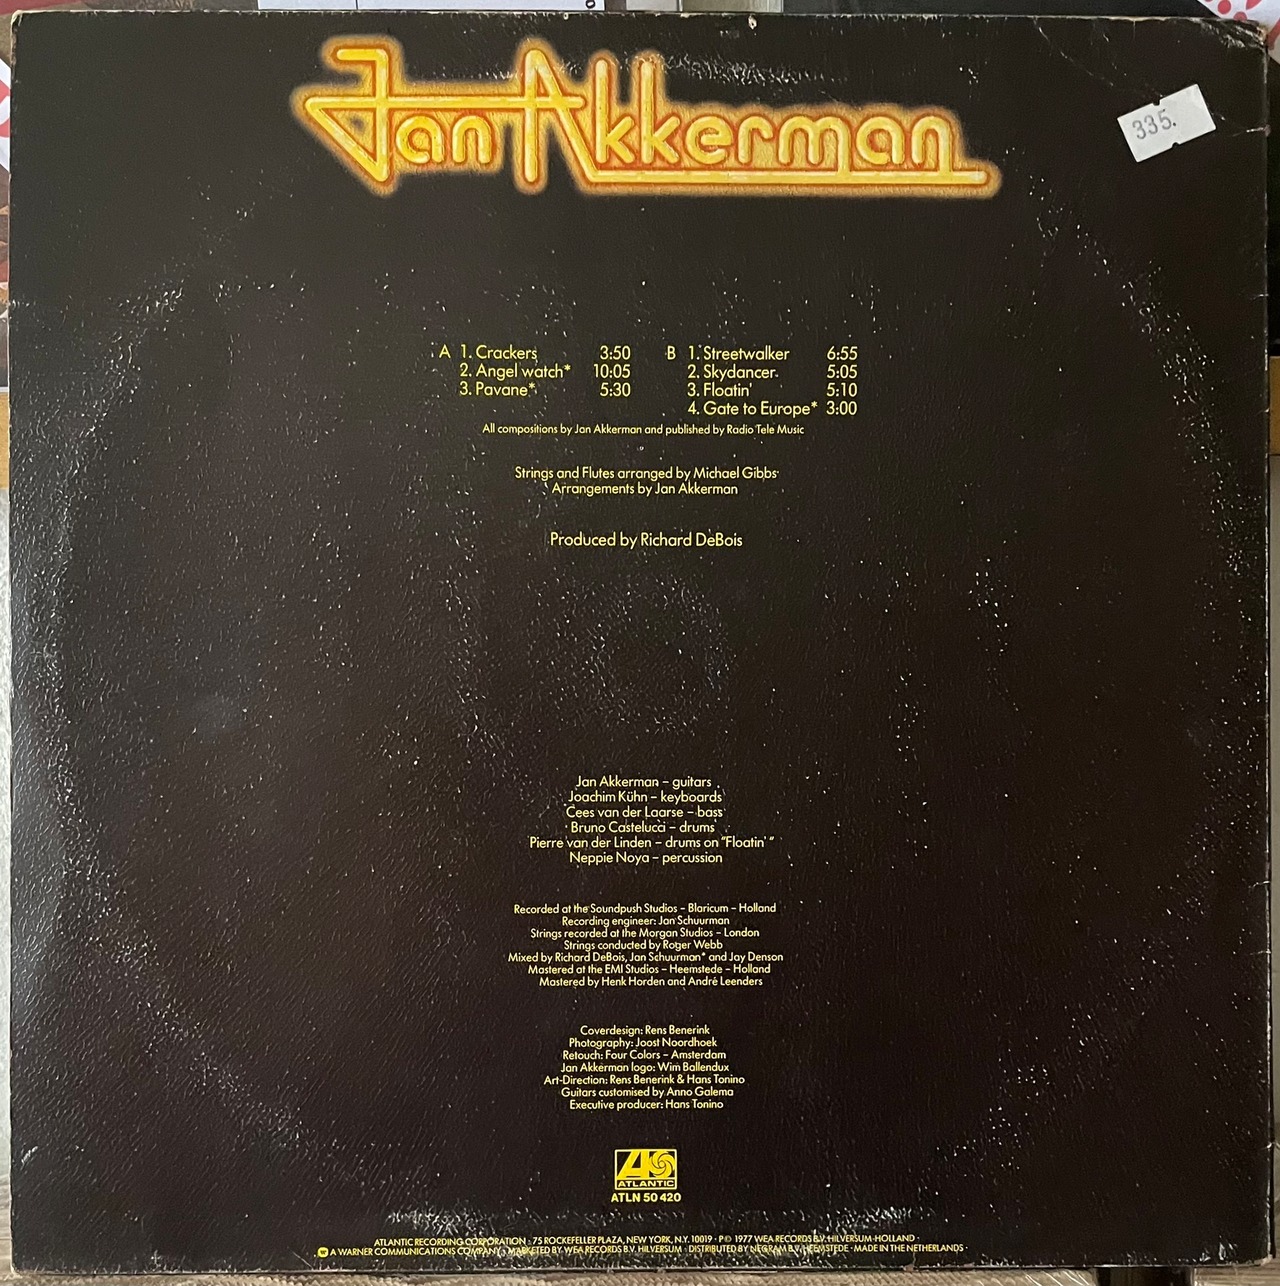 Jan Akkerman
335.
A 1. Crackers 3:50
2. Angel watch* 10:05
3. Pavane* 5:30
B 1. Streetwalker 6:55
2. Skydancer 5:05
3. Floatin' 5:10
4. Gate to Europe* 3:00
All compositions by Jan Akkerman and published by Radio Tele Music
Strings and Flutes arranged by Michael Gibbs
Arrangements by Jan Akkerman
Produced by Richard DeBois
Jan Akkerman – guitars
Joachim Kühn – keyboards
Cees van der Laarse – bass
Bruno Castelucci – drums
Pierre van der Linden – drums on "Floatin' "
Neppie Noya – percussion
Recorded at the Soundpush Studios – Blaricum – Holland
Recording engineer: Jan Schuurman
Strings recorded at the Morgan Studios – London
Strings conducted by Roger Webb
Mixed by Richard DeBois, Jan Schuurman* and Jay Denson
Mastered at the EMI Studios – Heemstede – Holland
Mastered by Henk Horden and André Leenders
Coverdesign: Rens Benerink
Photography: Joost Noordhoek
Retouch: Four Colors – Amsterdam
Jan Akkerman logo: Wim Ballendux
Art-Direction: Rens Benerink & Hans Tonino
Guitars customised by Anno Galema
Executive producer: Hans Tonino
ATLANTIC
ATLN 50 420
ATLANTIC RECORDING CORPORATION · 75 ROCKEFELLER PLAZA, NEW YORK, N.Y. 10019 · P © 1977 WEA RECORDS B.V. HILVERSUM-HOLLAND ·
A WARNER COMMUNICATIONS COMPANY · MARKETED BY WEA RECORDS B.V. HILVERSUM · DISTRIBUTED BY NEGRAM B.V. HEEMSTEDE · MADE IN THE NETHERLANDS ·